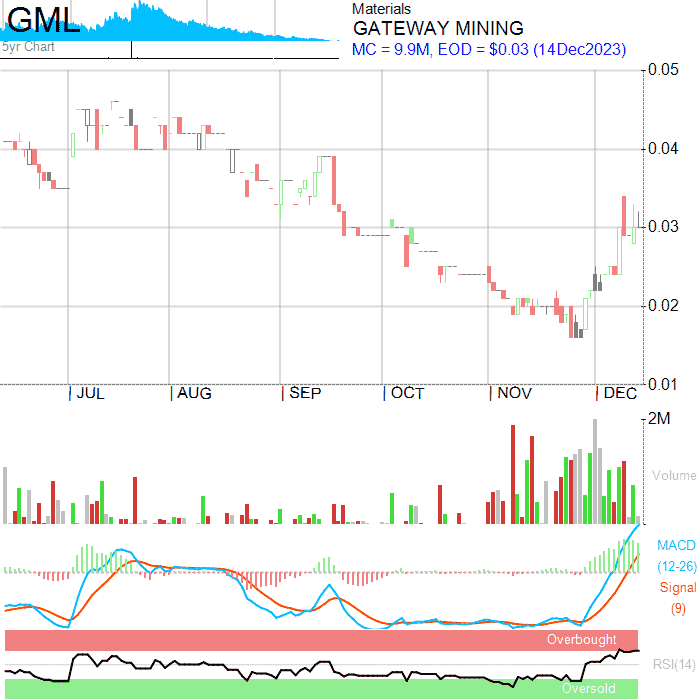 GML
5yr Chart
Materials
GATEWAY MINING
MC = 9.9M, EOD = $0.03 (14Dec2023)
0.05
0.04
0.03
0.02
0.01
JUL AUG SEP OCT NOV DEC
2M
Volume
MACD
(12-26)
Signal
(9)
Overbought
RSI(14)
Oversold